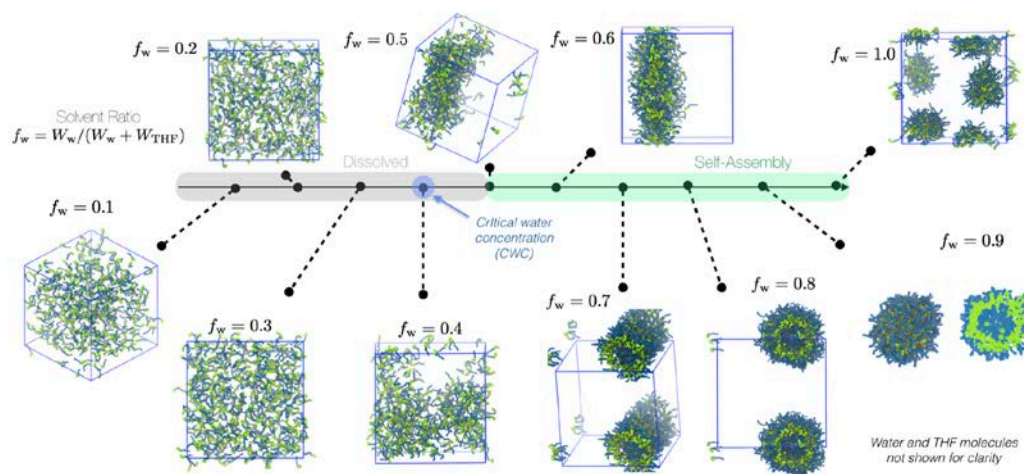 f_w = 0.2
f_w = 0.5
f_w = 0.6
f_w = 1.0
Solvent Ratio
f_w = W_w/(W_w + W_THF)
Dissolved
Self-Assembly
f_w = 0.1
Critical water
concentration
(CWC)
f_w = 0.9
f_w = 0.3
f_w = 0.4
f_w = 0.7
f_w = 0.8
Water and THF molecules
not shown for clarity